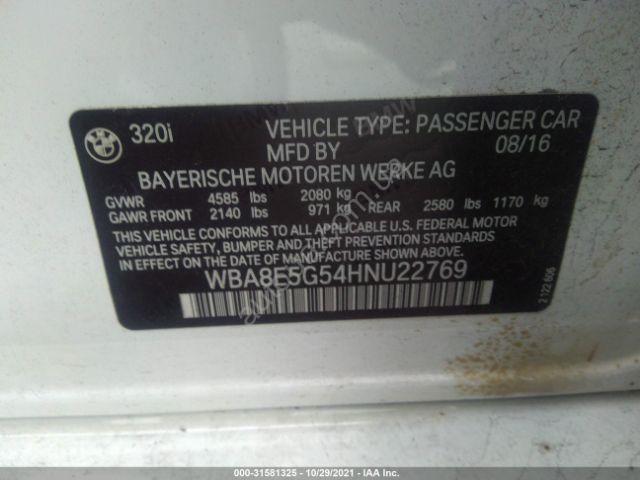 320i VEHICLE TYPE: PASSENGER CAR
MFD BY 08/16
BAYERISCHE MOTOREN WERKE AG
GVWR 4585 lbs 2080 kg
GAWR FRONT 2140 lbs 971 kg REAR 2580 lbs 1170 kg
THIS VEHICLE CONFORMS TO ALL APPLICABLE U.S. FEDERAL MOTOR
VEHICLE SAFETY, BUMPER AND THEFT PREVENTION STANDARDS IN
EFFECT ON THE DATE OF MANUFACTURE SHOWN ABOVE.
WBA8E5G54HNU22769
2 122 606
000-31581325 - 10/29/2021 - IAA Inc.